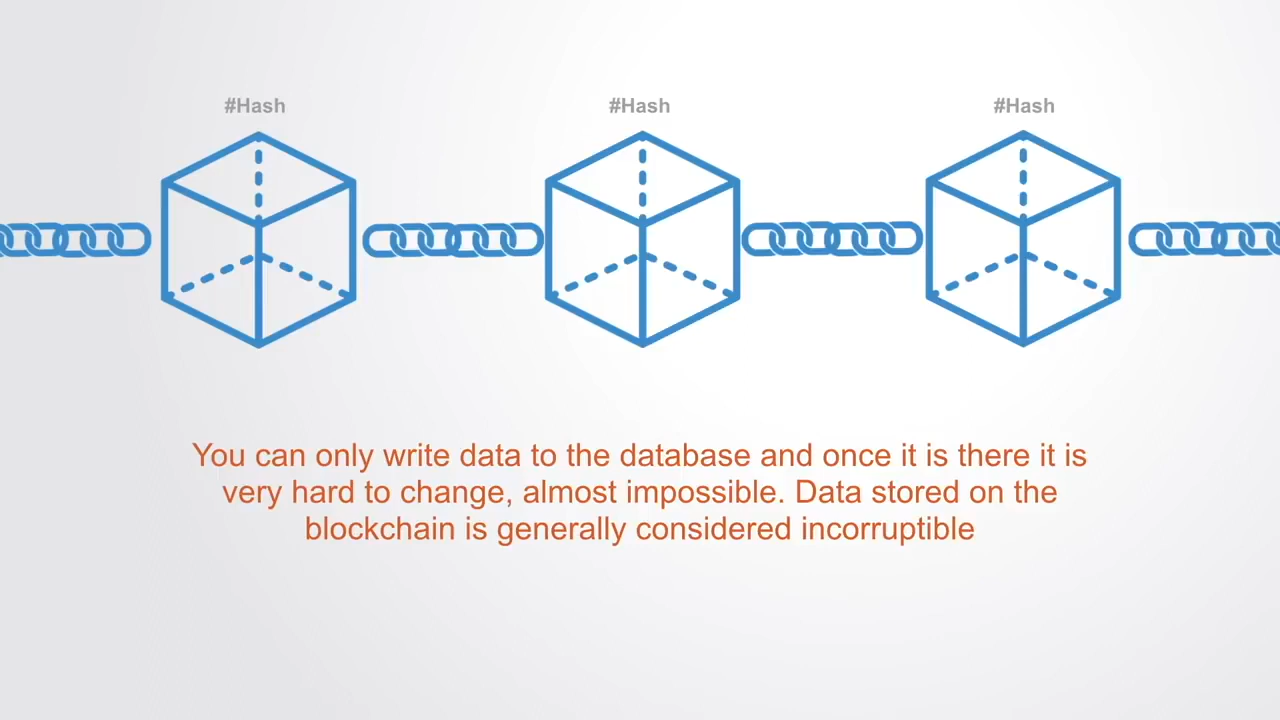 #Hash #Hash #Hash
You can only write data to the database and once it is there it is
very hard to change, almost impossible. Data stored on the
blockchain is generally considered incorruptible